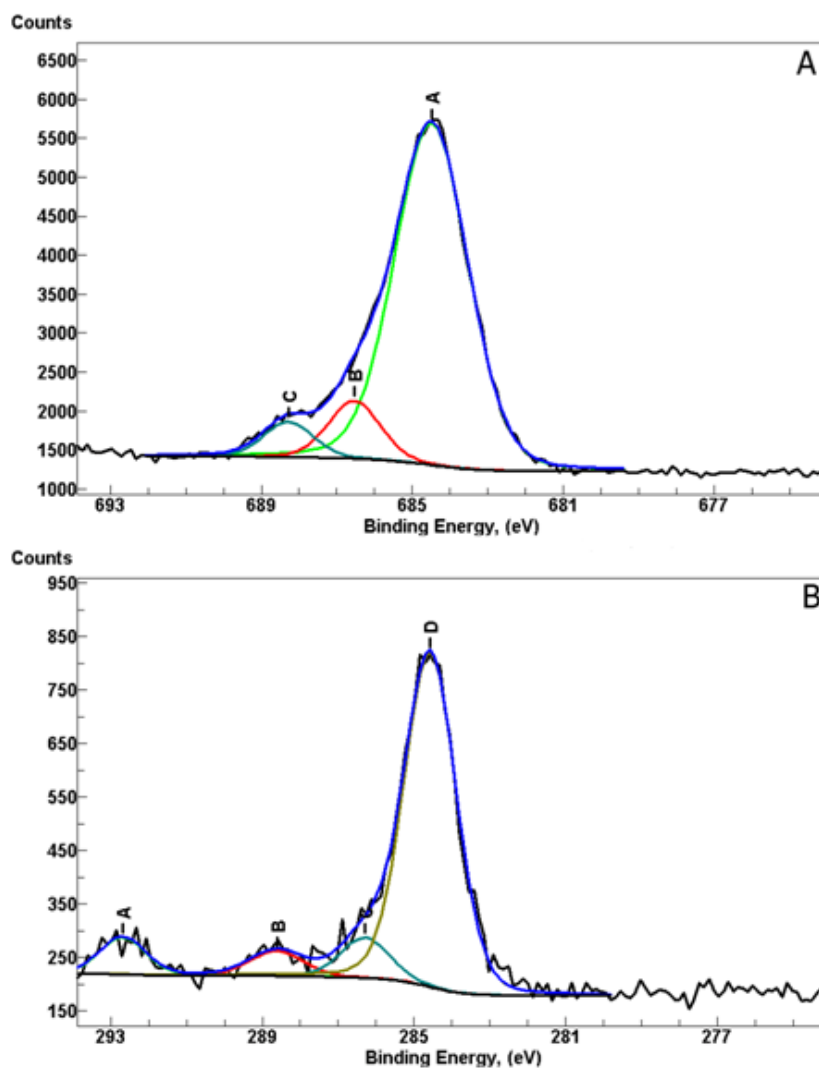 Counts
A
6500
6000
5500
5000
4500
4000
3500
3000
2500
2000
1500
1000
A
B
C
693 689 685 681 677
Binding Energy, (eV)
Counts
B
950
850
750
650
550
450
350
250
150
D
A
B
C
293 289 285 281 277
Binding Energy, (eV)